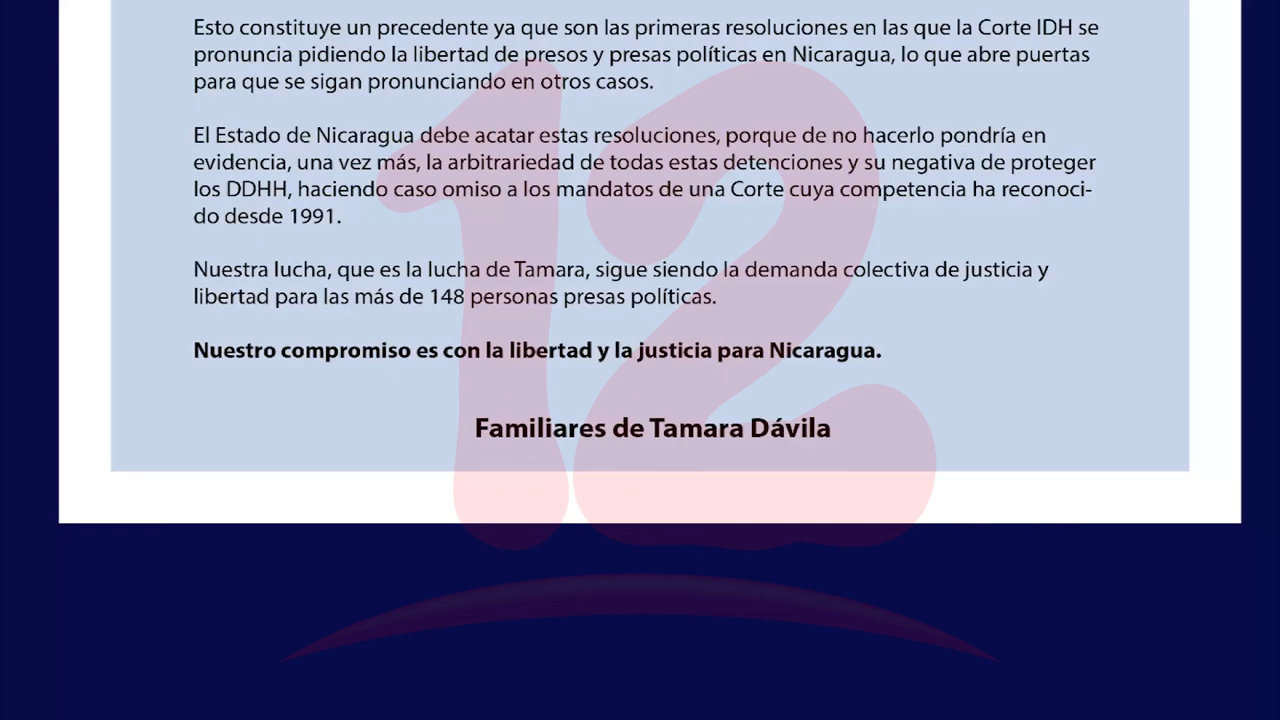 Esto constituye un precedente ya que son las primeras resoluciones en las que la Corte IDH se
pronuncia pidiendo la libertad de presos y presas políticas en Nicaragua, lo que abre puertas
para que se sigan pronunciando en otros casos.
El Estado de Nicaragua debe acatar estas resoluciones, porque de no hacerlo pondría en
evidencia, una vez más, la arbitrariedad de todas estas detenciones y su negativa de proteger
los DDHH, haciendo caso omiso a los mandatos de una Corte cuya competencia ha reconoci-
do desde 1991.
Nuestra lucha, que es la lucha de Tamara, sigue siendo la demanda colectiva de justicia y
libertad para las más de 148 personas presas políticas.
Nuestro compromiso es con la libertad y la justicia para Nicaragua.
Familiares de Tamara Dávila
12